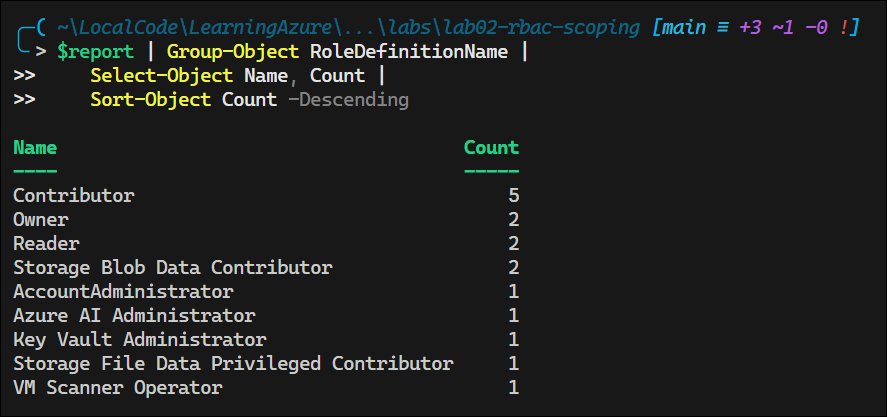 ~\LocalCode\LearningAzure\...\labs\lab02-rbac-scoping [main ≡ +3 ~1 -0 !]
> $report | Group-Object RoleDefinitionName |
>> Select-Object Name, Count |
>> Sort-Object Count -Descending
Name Count
---- -----
Contributor 5
Owner 2
Reader 2
Storage Blob Data Contributor 2
AccountAdministrator 1
Azure AI Administrator 1
Key Vault Administrator 1
Storage File Data Privileged Contributor 1
VM Scanner Operator 1